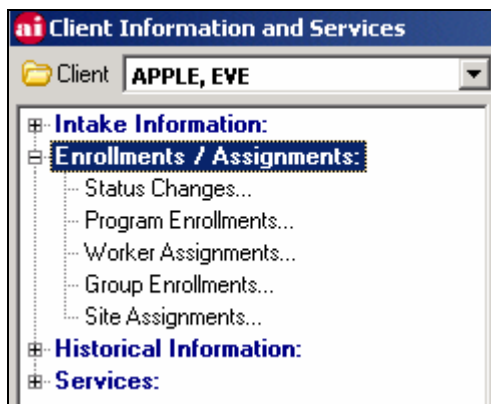 ai Client Information and Services
Client APPLE, EVE
Intake Information:
Enrollments / Assignments:
Status Changes...
Program Enrollments...
Worker Assignments...
Group Enrollments...
Site Assignments...
Historical Information:
Services: